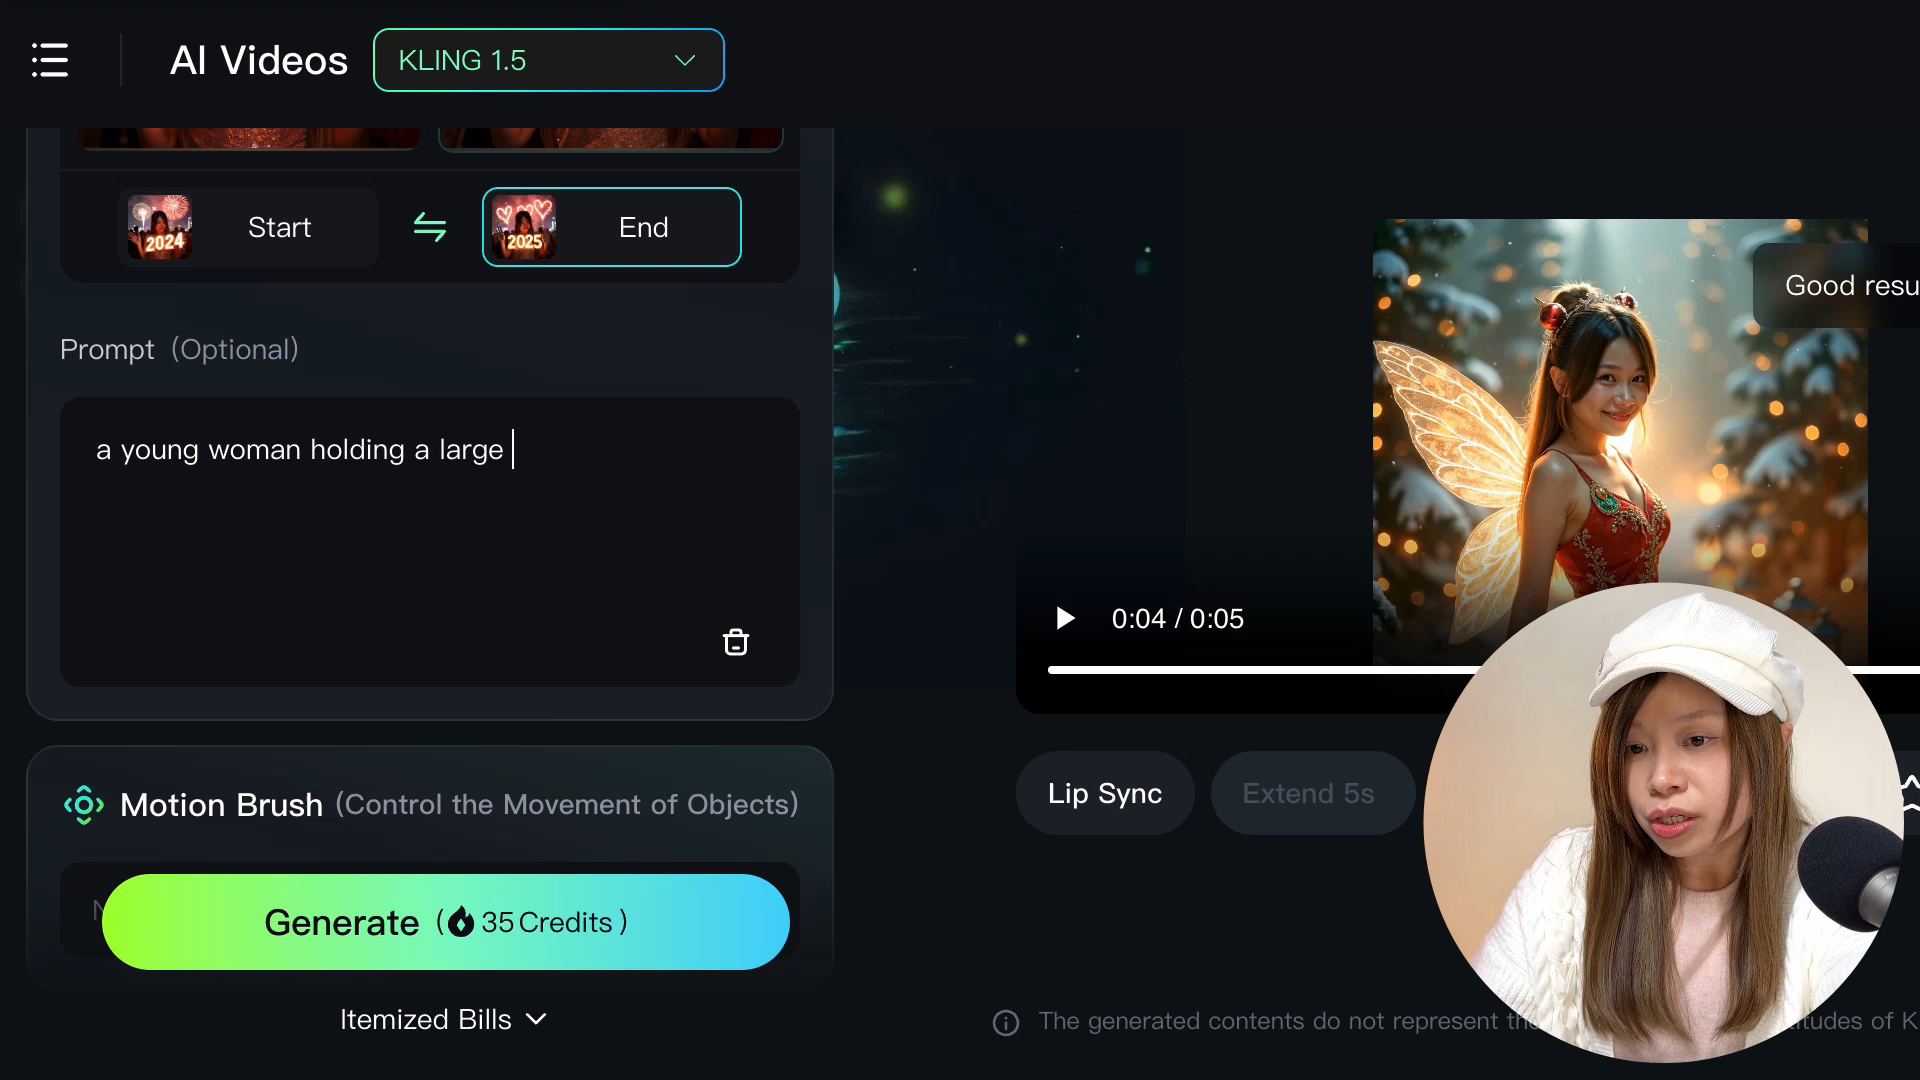 AI Videos
KLING 1.5
2024
Start
2025
End
Prompt (Optional)
a young woman holding a large
Motion Brush (Control the Movement of Objects)
Generate (35 Credits)
Itemized Bills
Good resu
0:04 / 0:05
Lip Sync
Extend 5s
The generated contents do not represent the
itudes of K